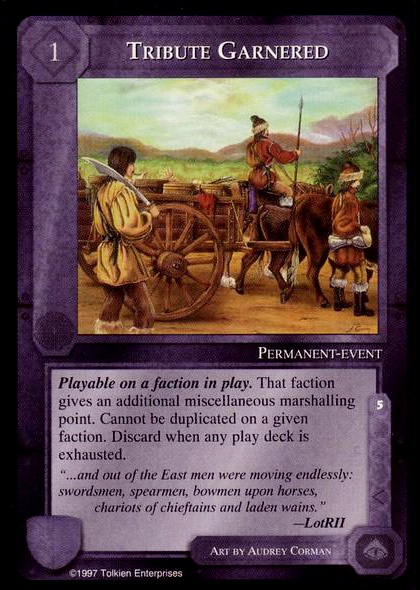 1
TRIBUTE GARNERED
PERMANENT-EVENT
Playable on a faction in play. That faction
gives an additional miscellaneous marshalling
point. Cannot be duplicated on a given
faction. Discard when any play deck is
exhausted.
5
“...and out of the East men were moving endlessly:
swordsmen, spearmen, bowmen upon horses,
chariots of chieftains and laden wains.”
—LotRII
ART BY AUDREY CORMAN
©1997 Tolkien Enterprises